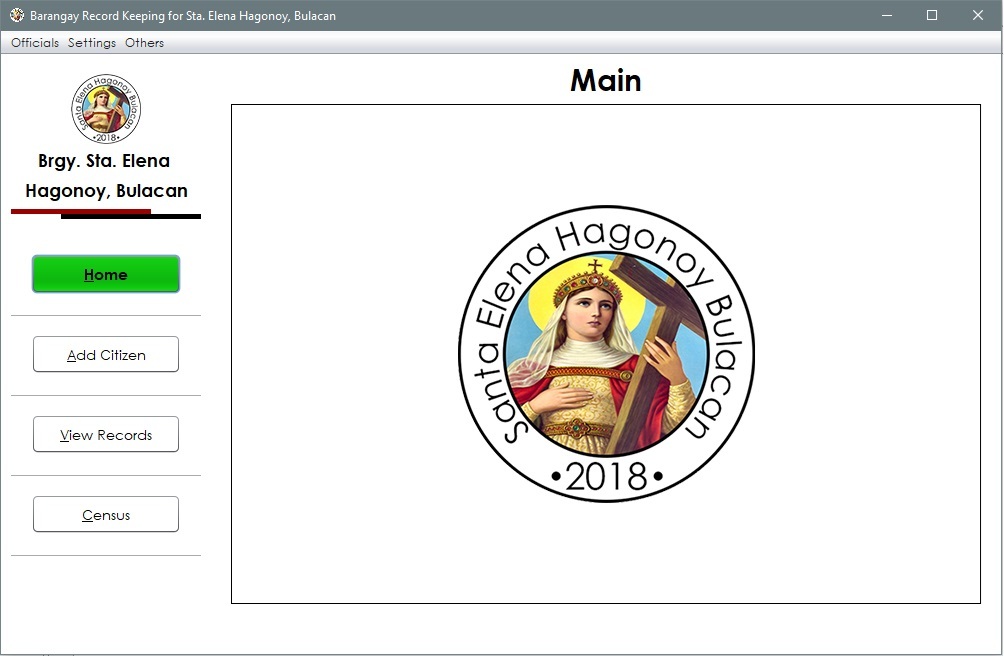 Barangay Record Keeping for Sta. Elena Hagonoy, Bulacan
Officials Settings Others
Santa Elena Hagonoy Bulacan
•2018•
Brgy. Sta. Elena
Hagonoy, Bulacan
Home
Add Citizen
View Records
Census
Main
Santa Elena Hagonoy Bulacan
•2018•